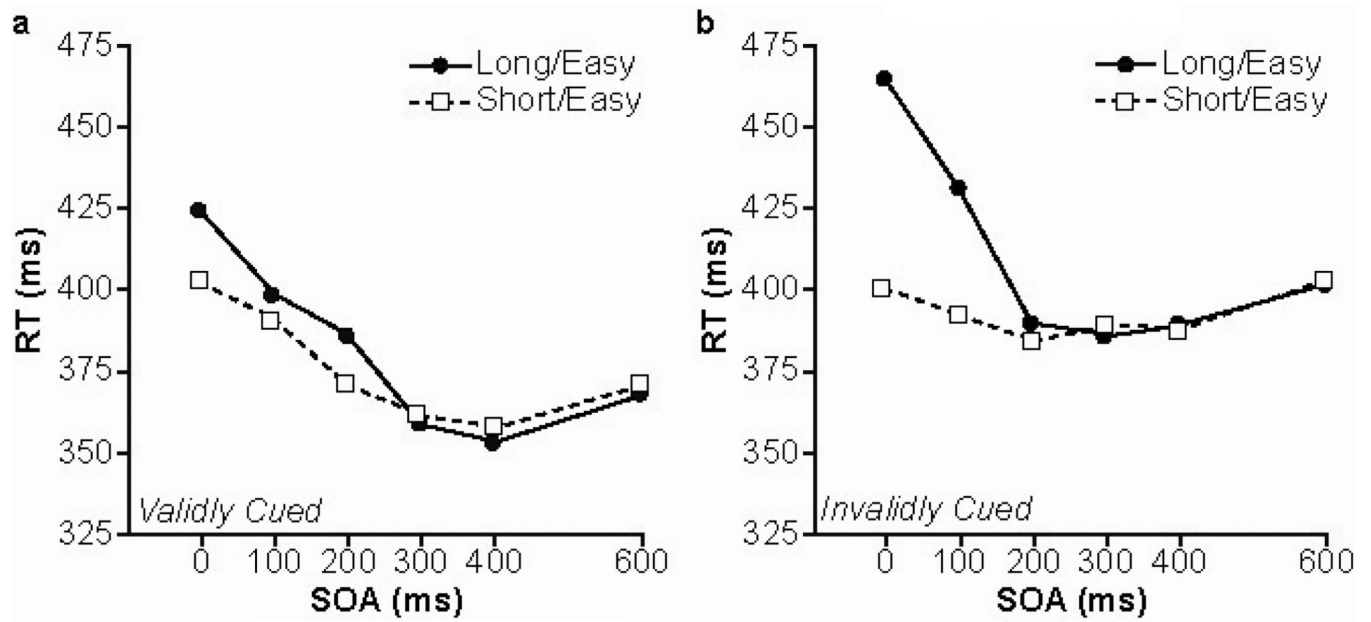 a
475
450
425
400
375
350
325
RT (ms)
Long/Easy
Short/Easy
Validly Cued
0 100 200 300 400 600
SOA (ms)
b
475
450
425
400
375
350
325
RT (ms)
Long/Easy
Short/Easy
Invalidly Cued
0 100 200 300 400 600
SOA (ms)